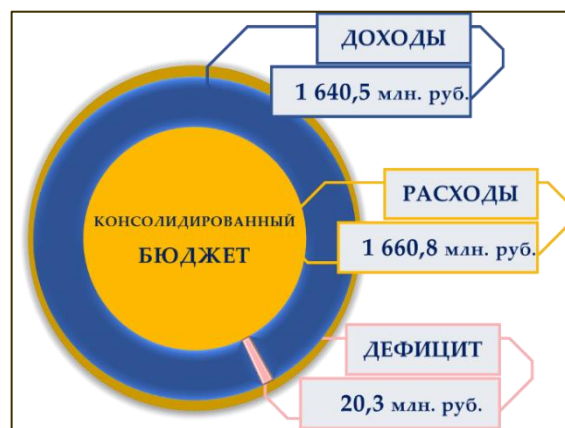 ДОХОДЫ
1 640,5 млн. руб.
КОНСОЛИДИРОВАННЫЙ
БЮДЖЕТ
РАСХОДЫ
1 660,8 млн. руб.
ДЕФИЦИТ
20,3 млн. руб.